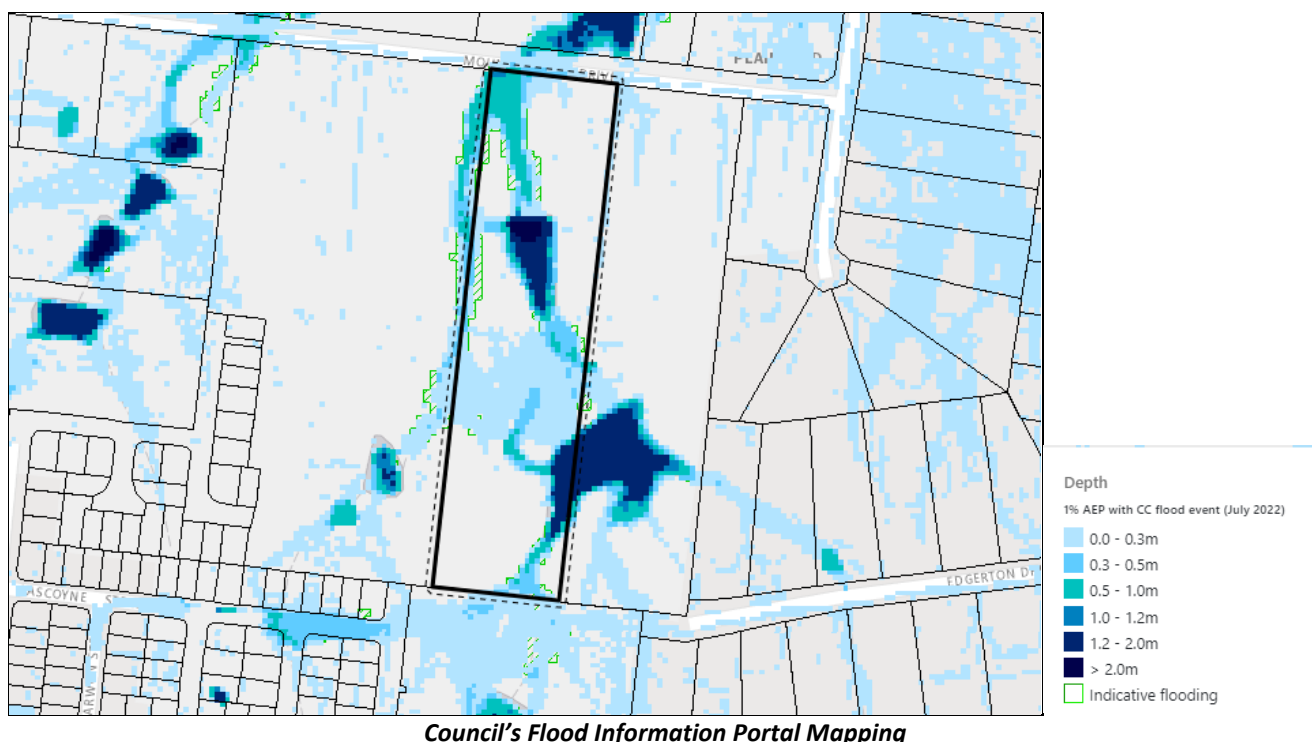 EDGERTON DR
Depth
1% AEP with CC flood event (July 2022)
0.0 - 0.3m
0.3 - 0.5m
0.5 - 1.0m
1.0 - 1.2m
1.2 - 2.0m
> 2.0m
Indicative flooding
Council's Flood Information Portal Mapping